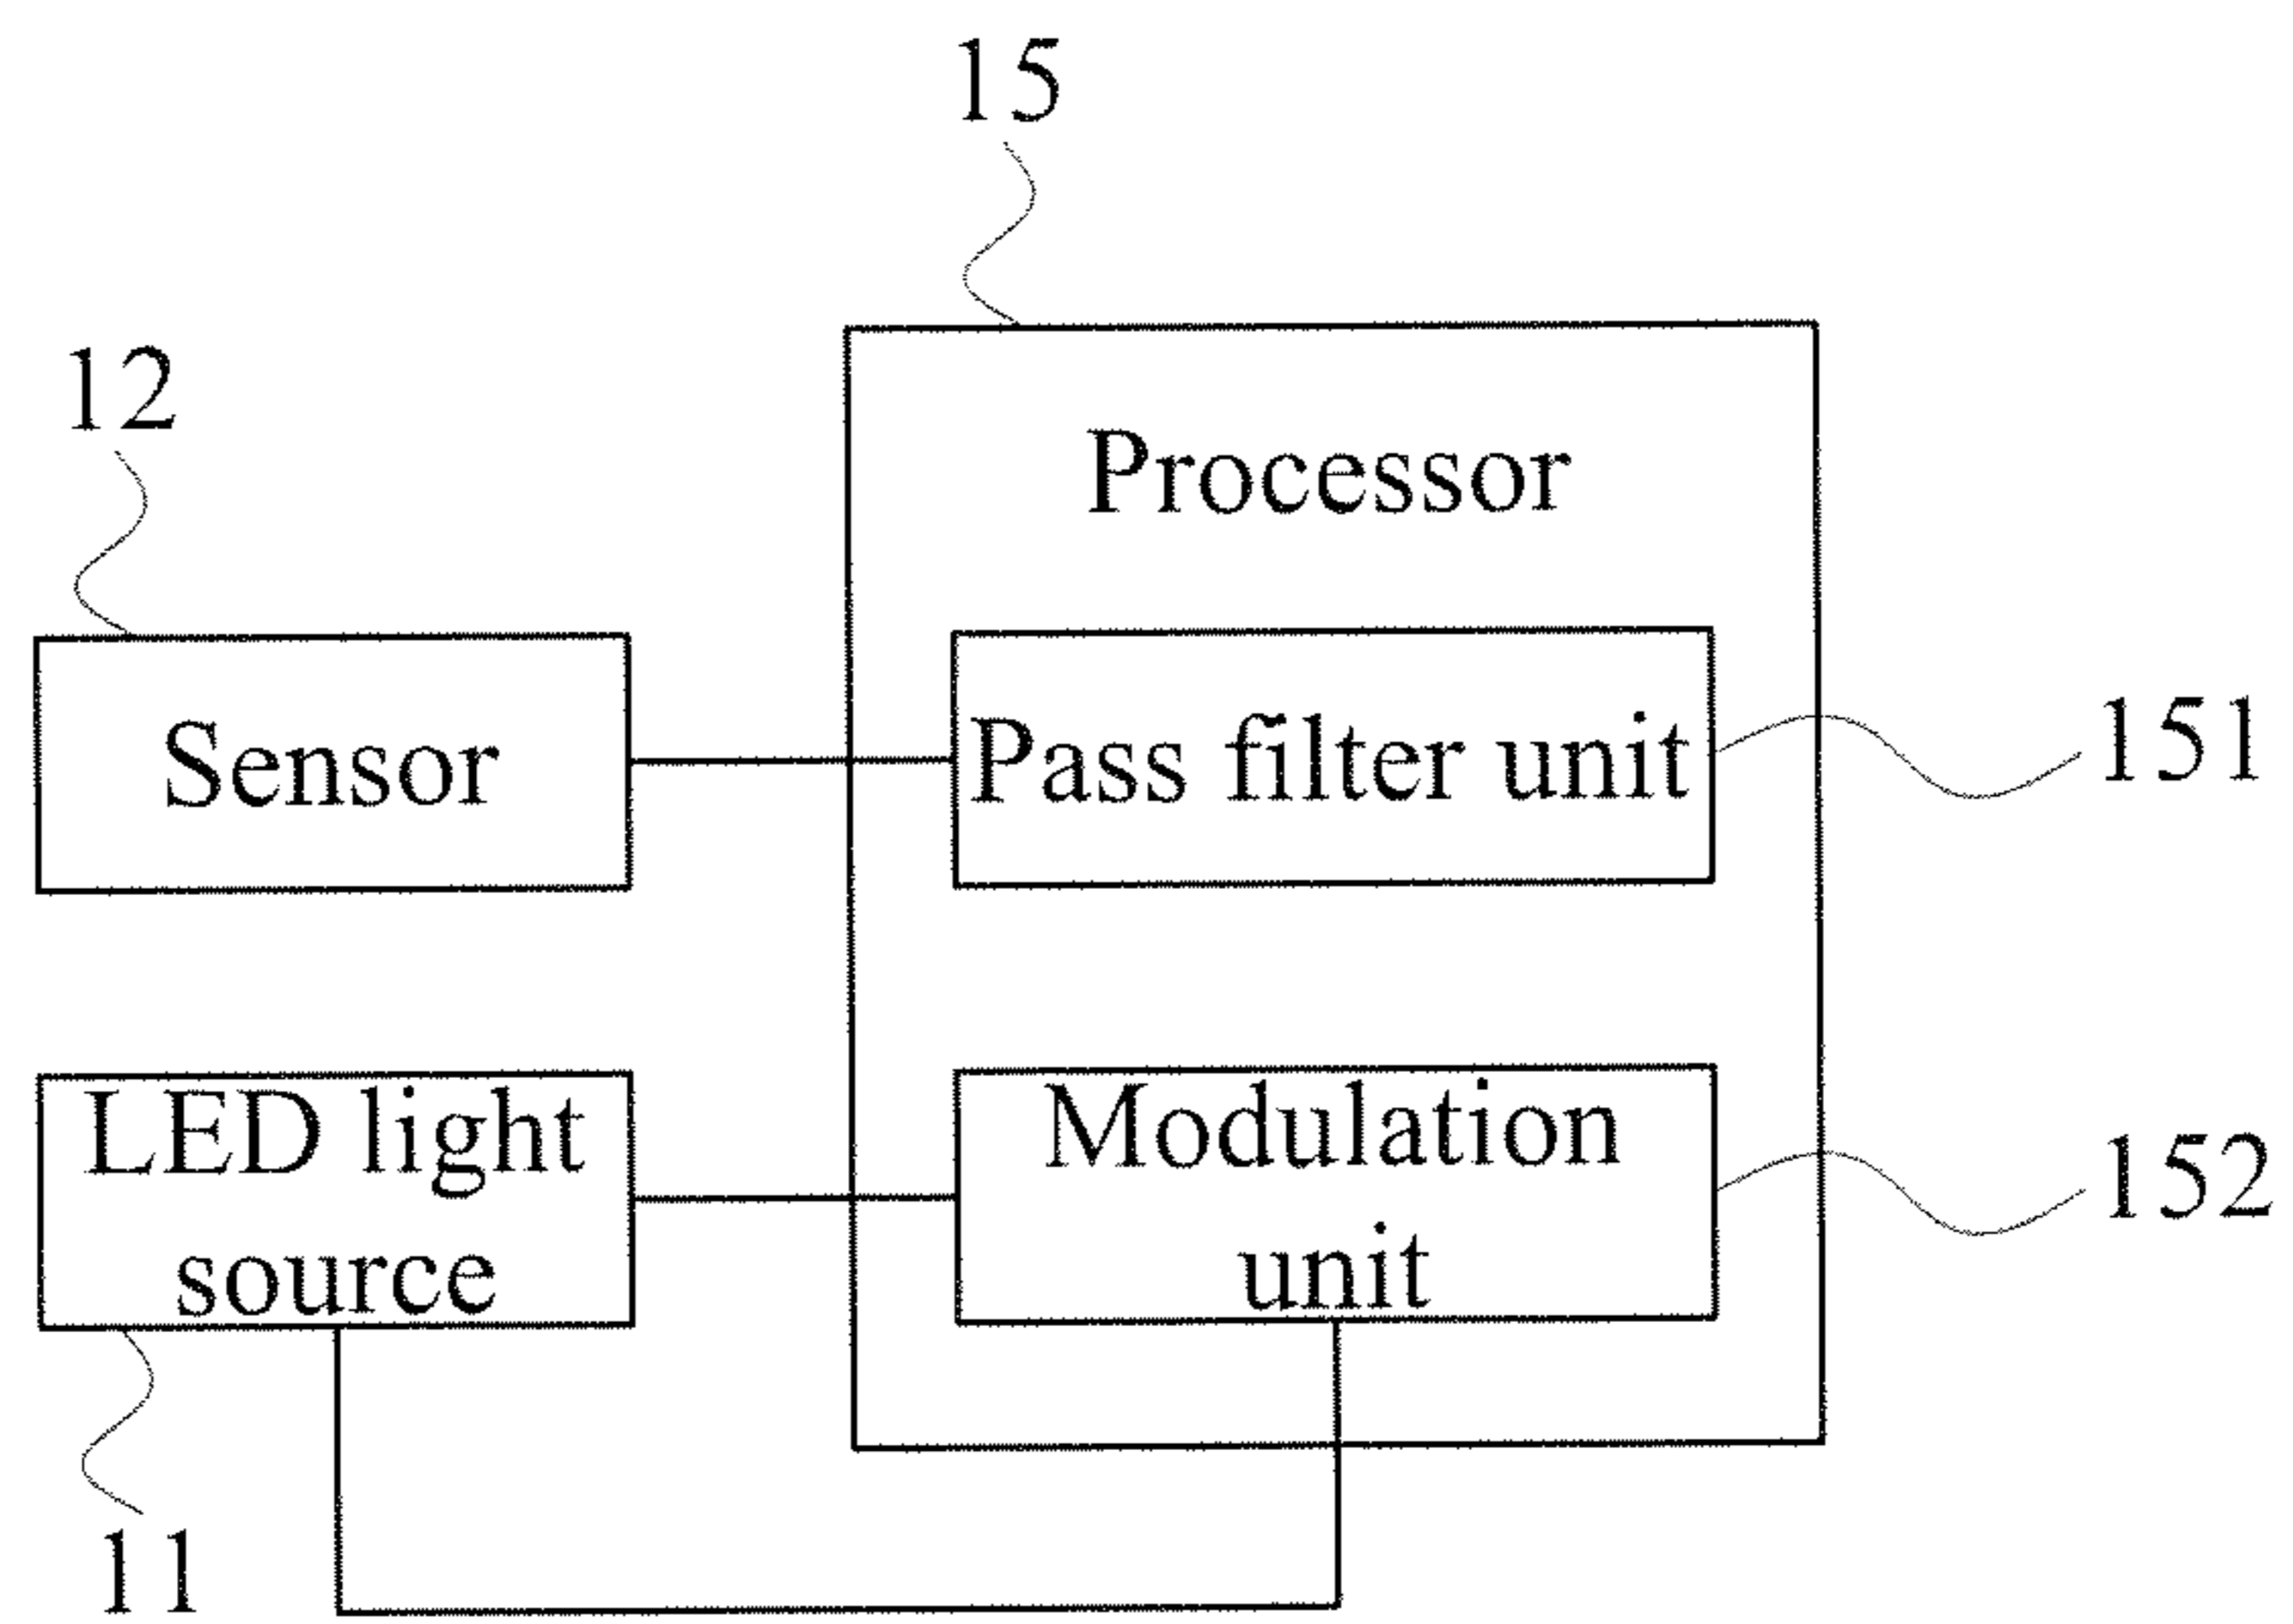 15
12
Processor
Sensor
Pass filter unit
151
LED light
source
Modulation
unit
152
11